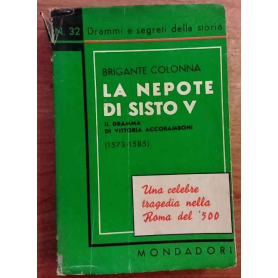 N. 32 Drammi e segreti della storia
BRIGANTE COLONNA
LA NEPOTE
DI SISTO V
IL DRAMMA
DI VITTORIA ACCORAMBONI
(1573-1585)
Una celebre
tragedia nella
Roma del '500
MONDADORI